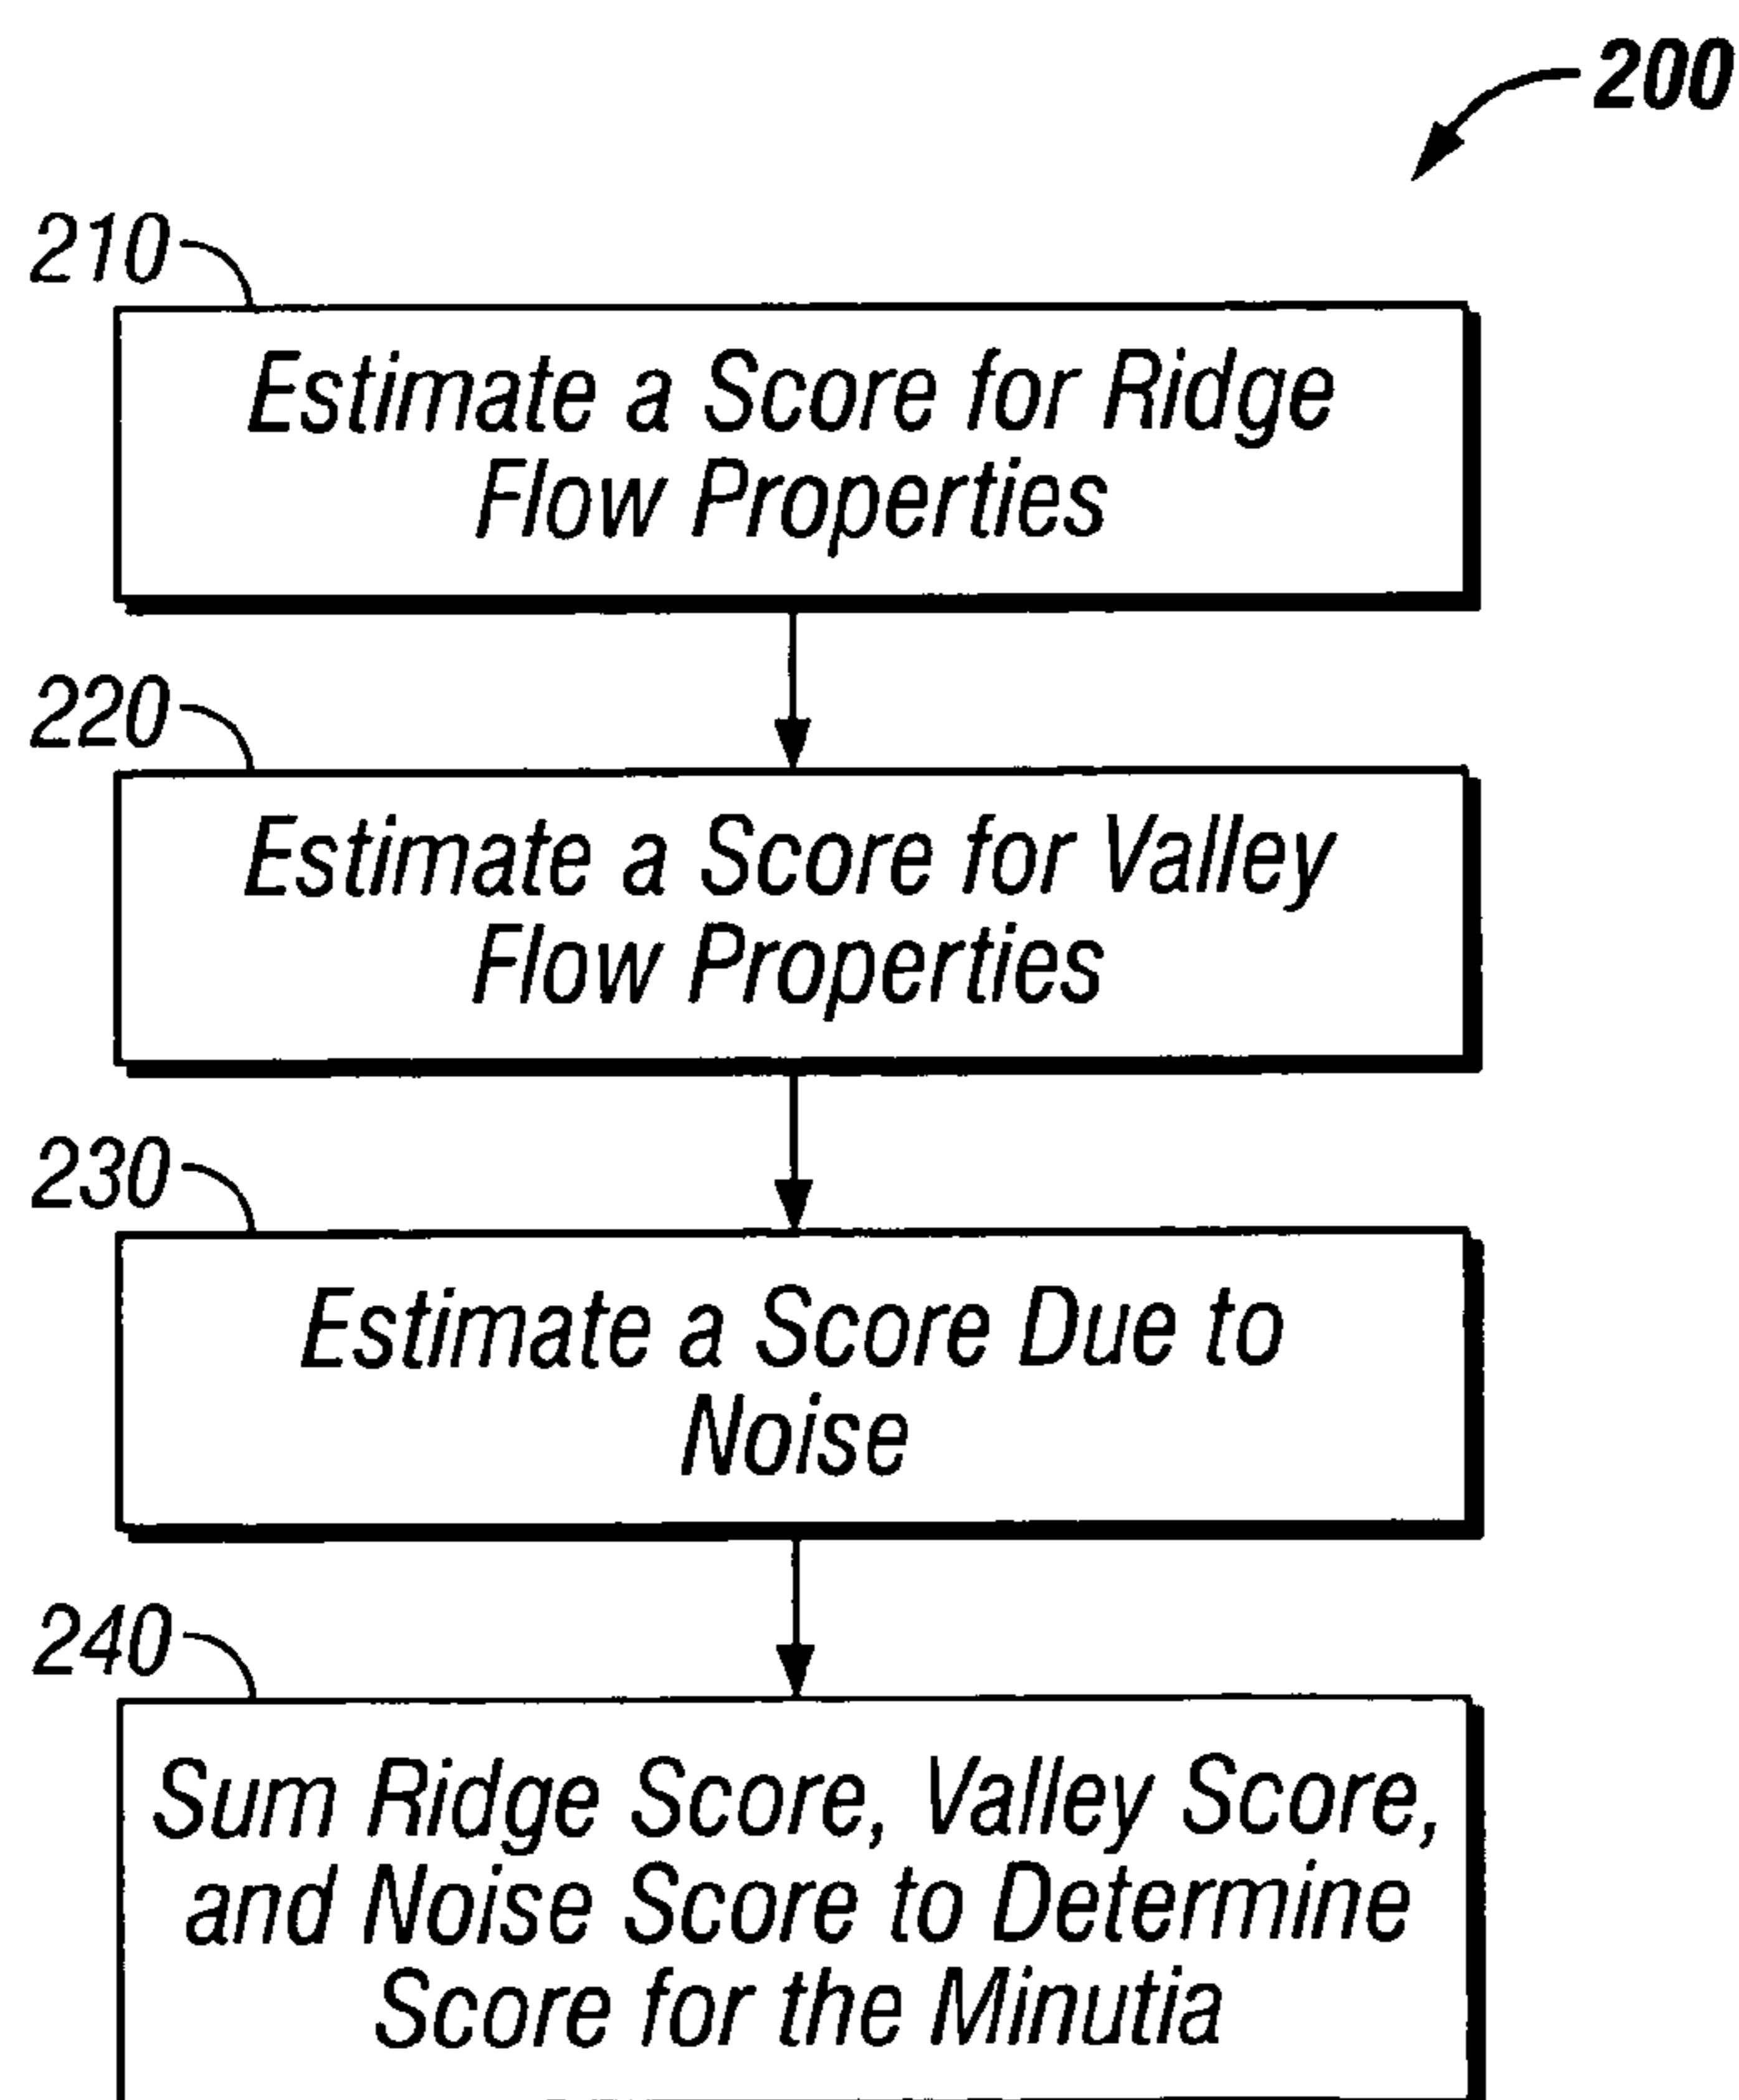 200
210
Estimate a Score for Ridge
Flow Properties
220
Estimate a Score for Valley
Flow Properties
230
Estimate a Score Due to
Noise
240
Sum Ridge Score, Valley Score,
and Noise Score to Determine
Score for the Minutia